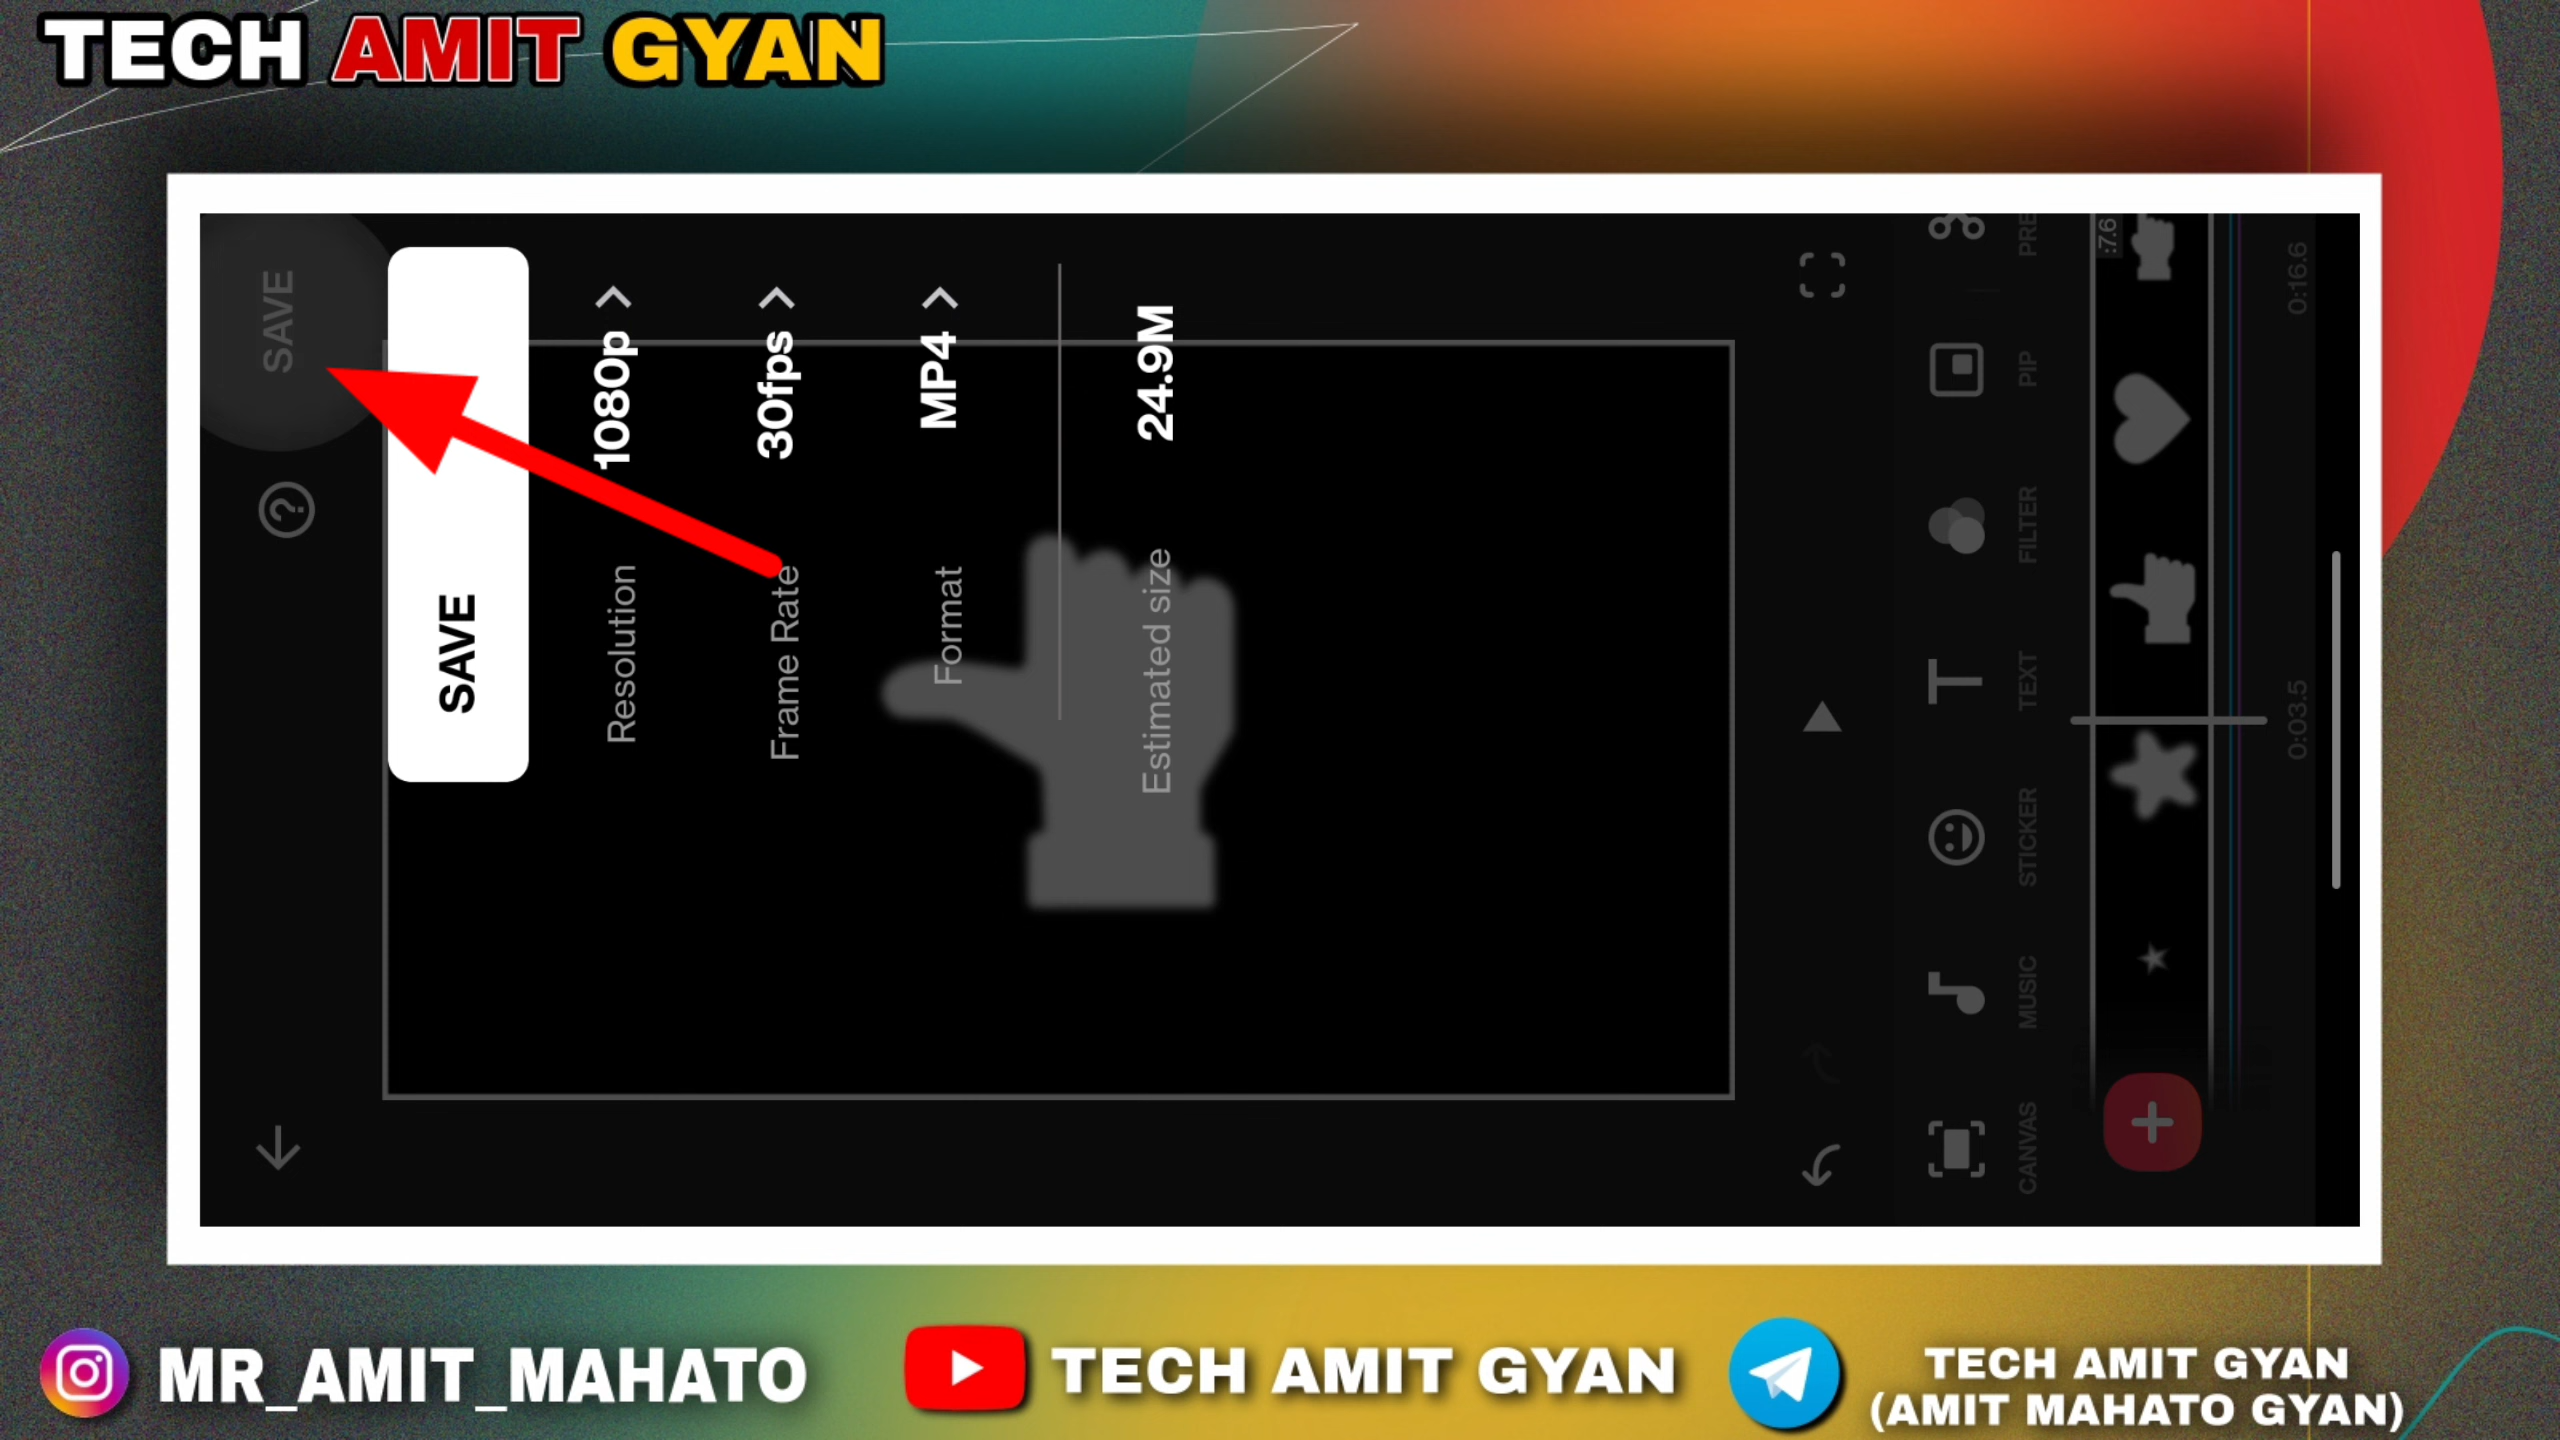 TECH AMIT GYAN
SAVE
SAVE
1080p
Resolution
30fps
Frame Rate
MP4
Format
24.9M
Estimated size
PIP
FILTER
TEXT
STICKER
MUSIC
CANVAS
0:16.6
0:03.5
MR_AMIT_MAHATO
TECH AMIT GYAN
TECH AMIT GYAN
(AMIT MAHATO GYAN)